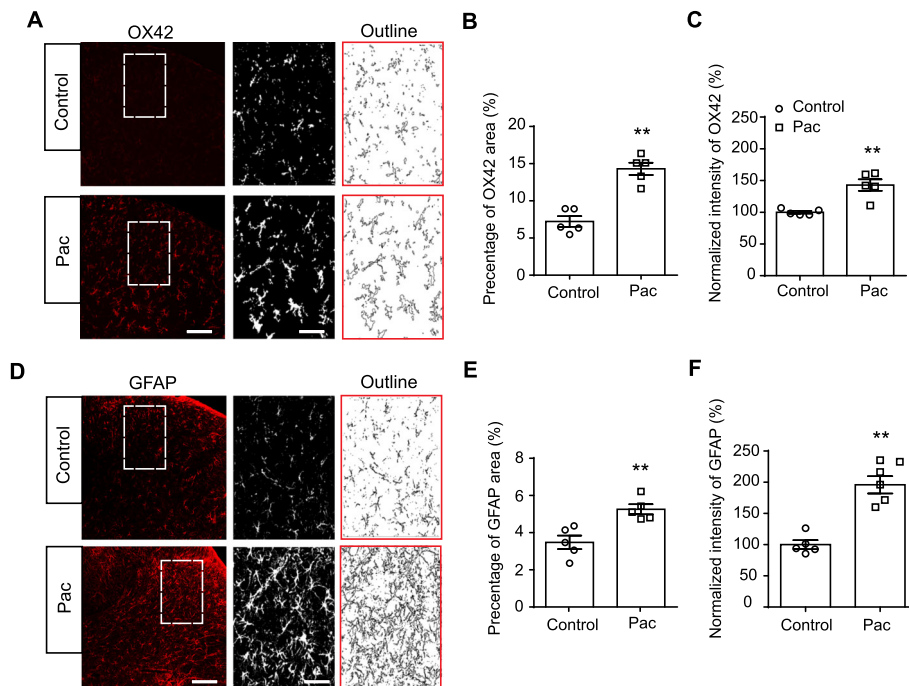 A
OX42
Outline
Control
Pac
B
Precentage of OX42 area (%)
20
15
10
5
0
**
Control
Pac
C
Normalized intensity of OX42 (%)
Control
Pac
250
200
150
100
50
0
**
Control
Pac
D
GFAP
Outline
Control
Pac
E
Precentage of GFAP area (%)
8
6
4
2
0
**
Control
Pac
F
Normalized intensity of GFAP (%)
250
200
150
100
50
0
**
Control
Pac